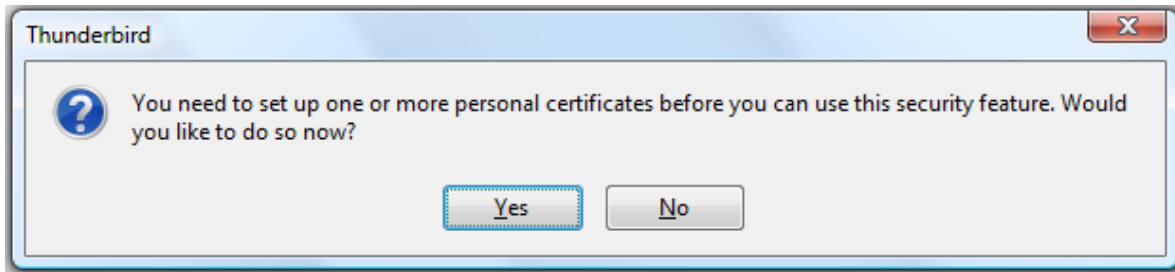 Thunderbird
You need to set up one or more personal certificates before you can use this security feature. Would
you like to do so now?
Yes
No